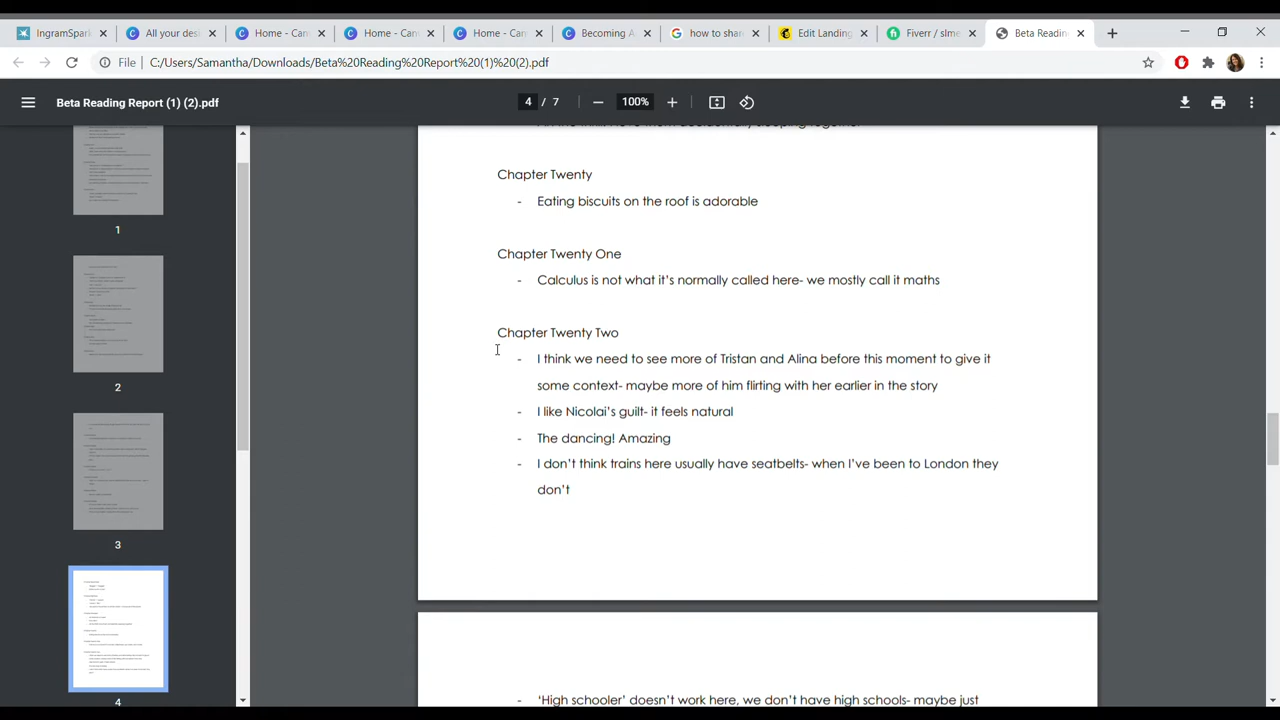 IngramSpark
All your desi
Home - Can
Home - Can
Home - Can
Becoming A
how to shar
Edit Landing
Fiverr / slme
Beta Readin
File
C:/Users/Samantha/Downloads/Beta%20Reading%20Report%20(1)%20(2).pdf
Beta Reading Report (1) (2).pdf
4 / 7
100%
Chapter Twenty
- Eating biscuits on the roof is adorable
Chapter Twenty One
- Calculus is not what it's normally called here- we mostly call it maths
Chapter Twenty Two
- I think we need to see more of Tristan and Alina before this moment to give it
some context- maybe more of him flirting with her earlier in the story
- I like Nicolai's guilt- it feels natural
- The dancing! Amazing
- I don't think trains here usually have seatbelts- when I've been to London they
don't
- 'High schooler' doesn't work here, we don't have high schools- maybe just
1
2
3
4